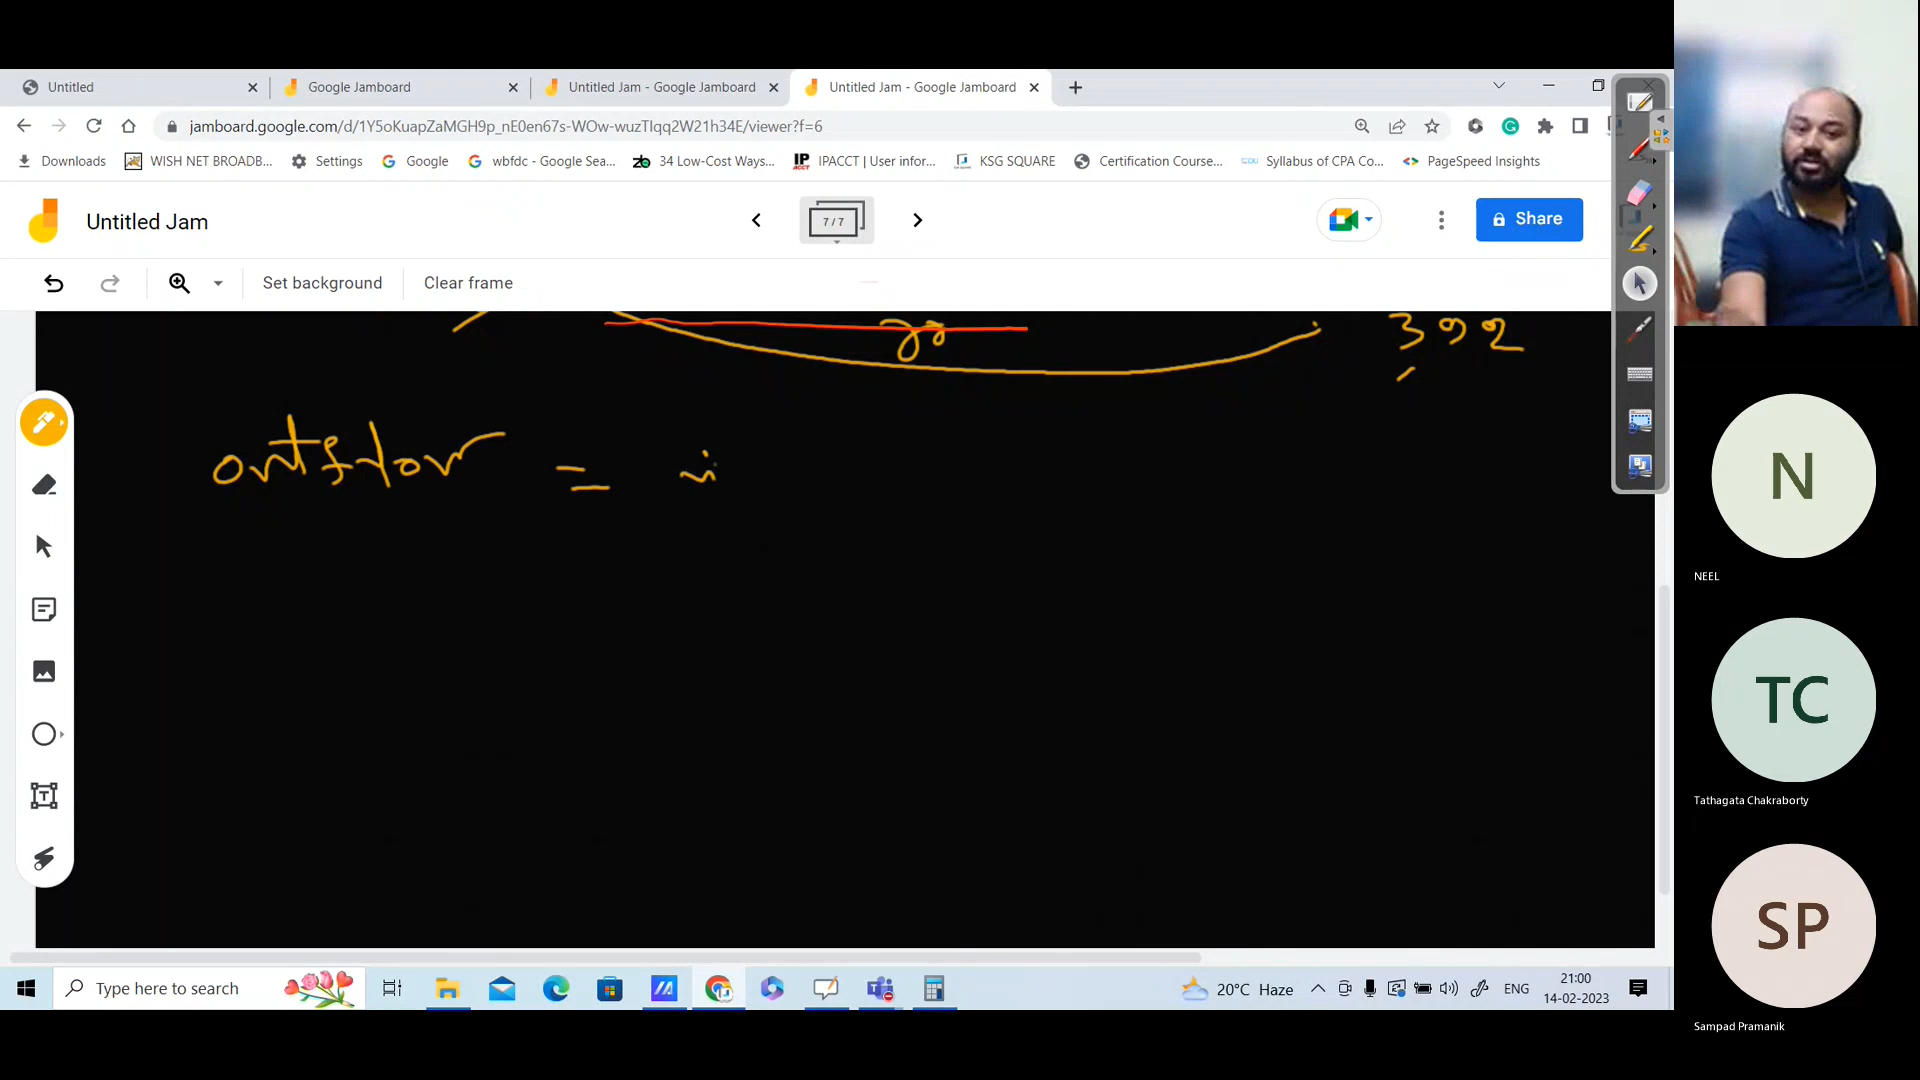 Untitled
Google Jamboard
Untitled Jam - Google Jamboard
Untitled Jam - Google Jamboard
jamboard.google.com/d/1Y5oKuapZaMGH9p_nE0en67s-WOw-wuzTIqq2W21h34E/viewer?f=6
Downloads
WISH NET BROADB...
Settings
Google
wbfdc - Google Sea...
34 Low-Cost Ways...
IPACCT | User infor...
KSG SQUARE
Certification Course...
Syllabus of CPA Co...
PageSpeed Insights
Untitled Jam
7 / 7
Share
Set background
Clear frame
outflow =
N
NEEL
TC
Tathagata Chakraborty
SP
Sampad Pramanik
Type here to search
20°C Haze
ENG
21:00
14-02-2023